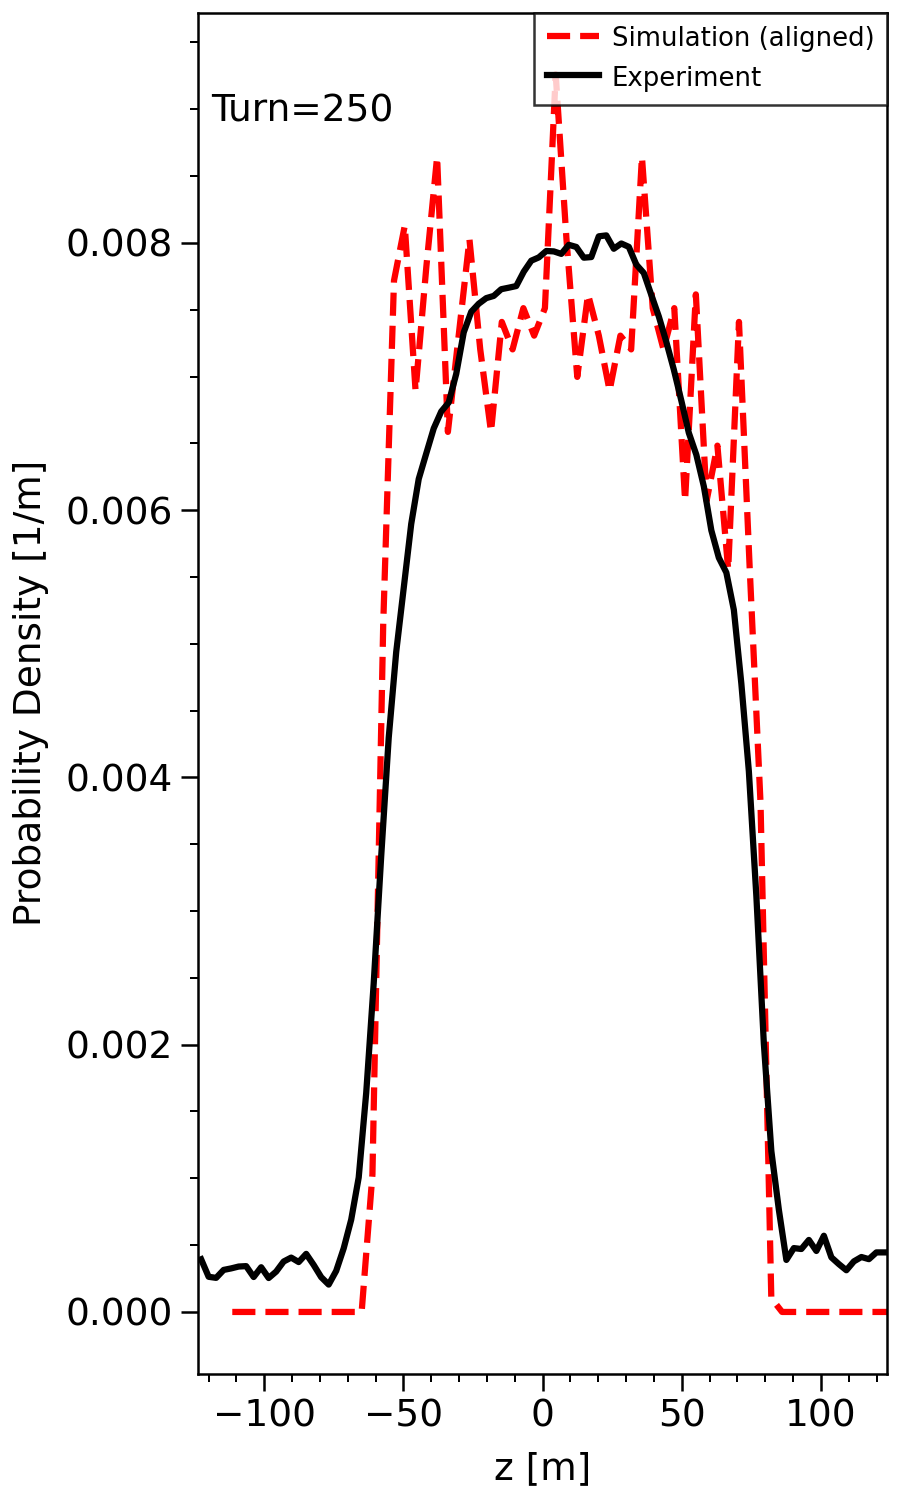 Simulation (aligned)
Experiment
Turn=250
Probability Density [1/m]
0.008
0.006
0.004
0.002
0.000
−100
−50
0
50
100
z [m]